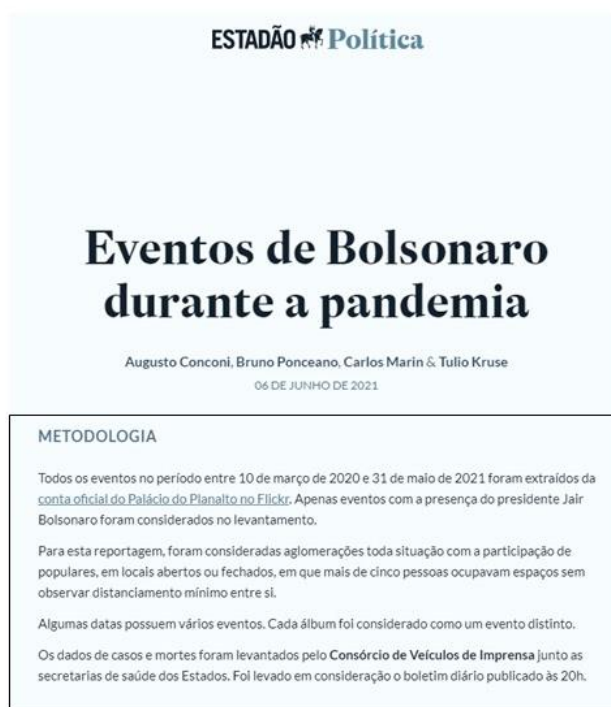 ESTADÃO Política
Eventos de Bolsonaro
durante a pandemia
Augusto Conconi, Bruno Ponceano, Carlos Marin & Tulio Kruse
06 DE JUNHO DE 2021
METODOLOGIA
Todos os eventos no período entre 10 de março de 2020 e 31 de maio de 2021 foram extraídos da
conta oficial do Palácio do Planalto no Flickr. Apenas eventos com a presença do presidente Jair
Bolsonaro foram considerados no levantamento.
Para esta reportagem, foram consideradas aglomerações toda situação com a participação de
populares, em locais abertos ou fechados, em que mais de cinco pessoas ocupavam espaços sem
observar distanciamento mínimo entre si.
Algumas datas possuem vários eventos. Cada álbum foi considerado como um evento distinto.
Os dados de casos e mortes foram levantados pelo Consórcio de Veículos de Imprensa junto as
secretarias de saúde dos Estados. Foi levado em consideração o boletim diário publicado às 20h.